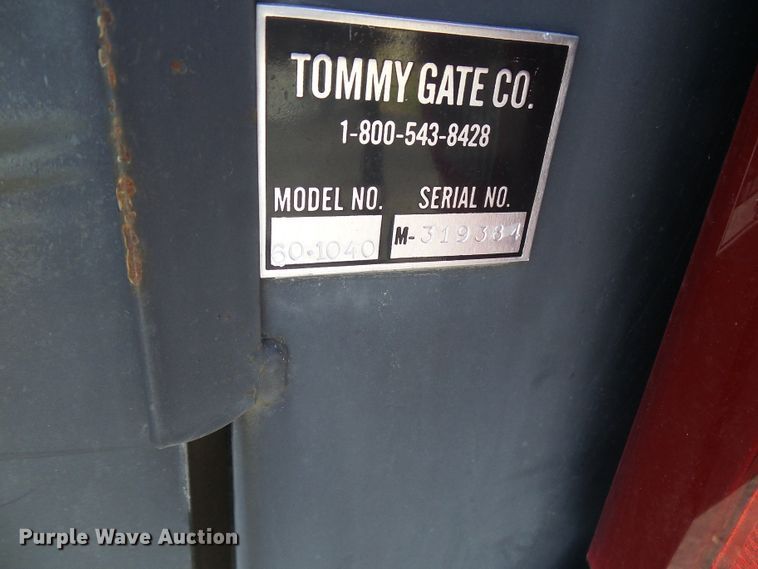 TOMMY GATE CO.
1-800-543-8428
MODEL NO. SERIAL NO.
60-1040 M-319384
Purple Wave Auction